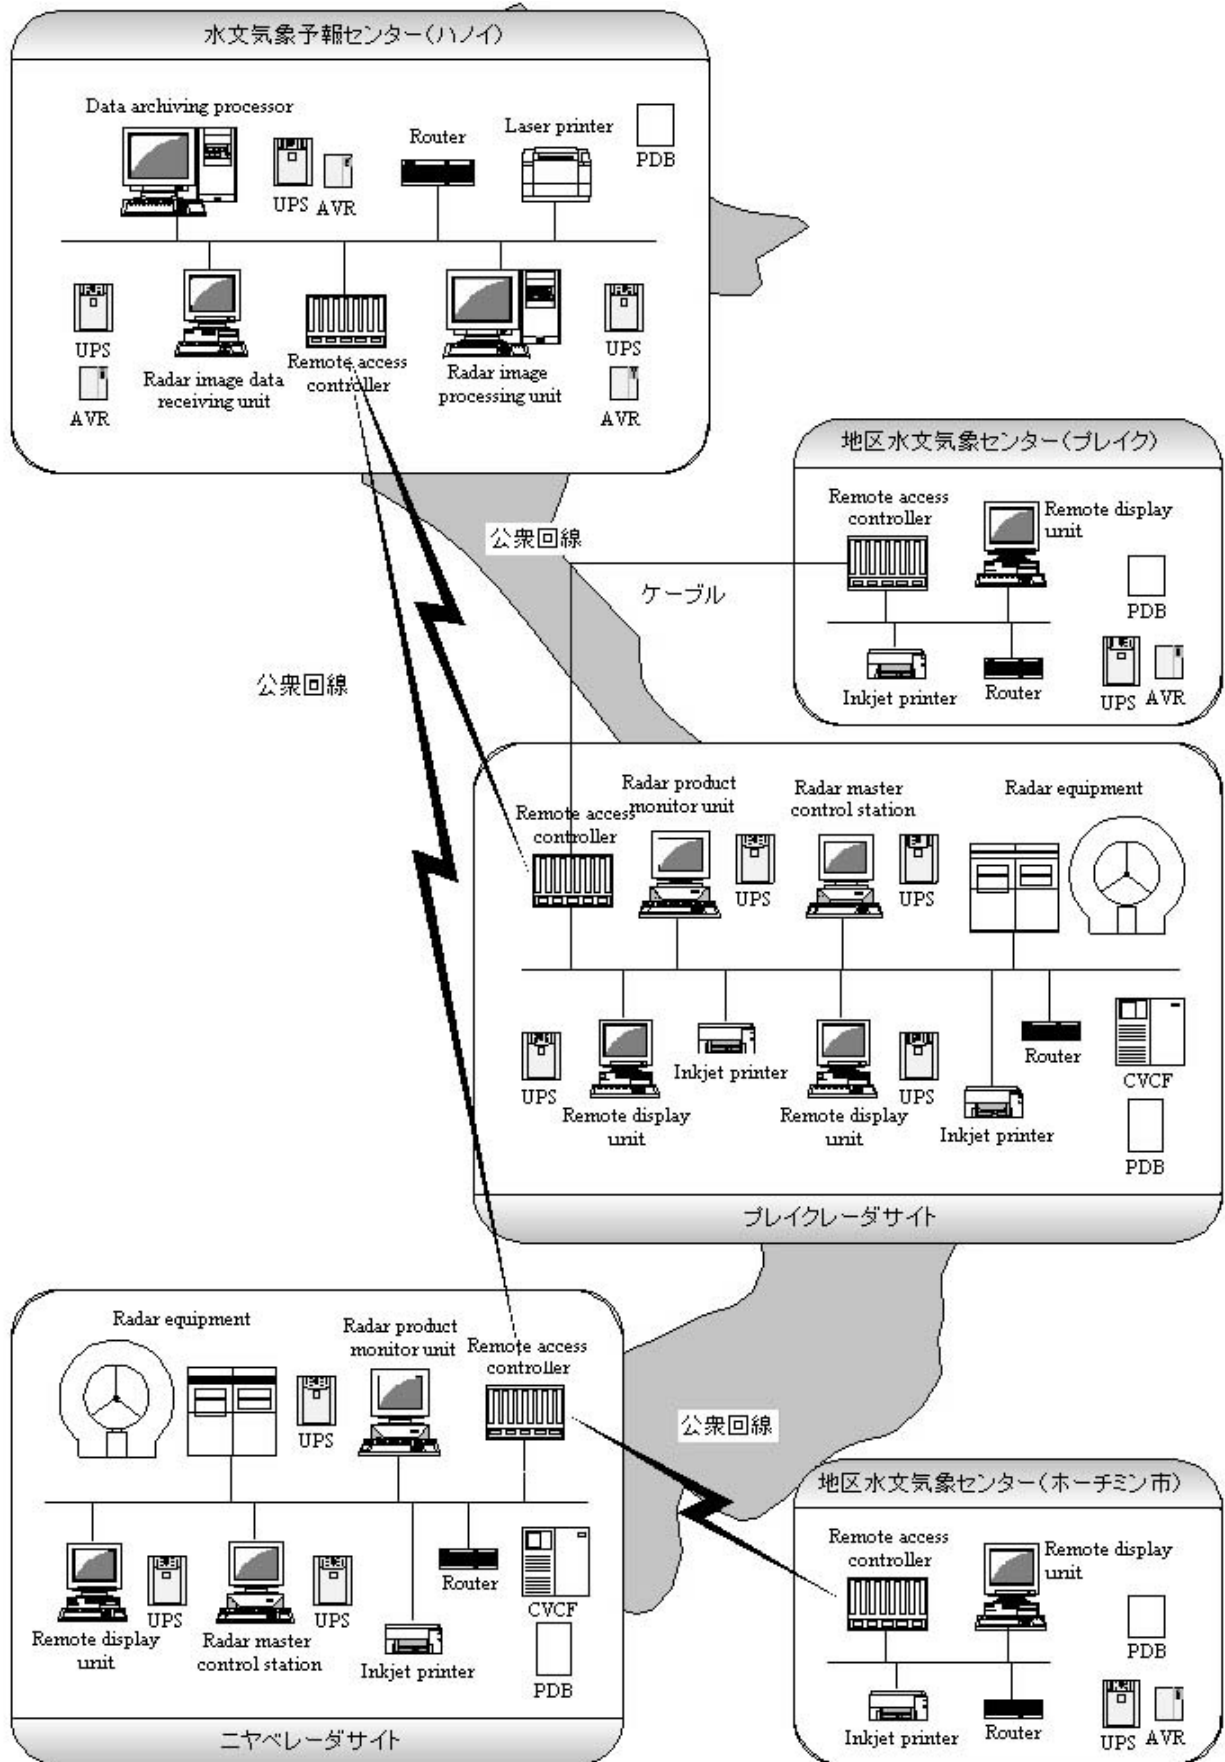 水文気象予報センター(ハノイ)
Data archiving processor
UPS
AVR
Router
Laser printer
PDB
UPS
AVR
Radar image data
receiving unit
Remote access
controller
Radar image
processing unit
UPS
AVR
公衆回線
公衆回線
ケーブル
地区水文気象センター(プレイク)
Remote access
controller
Remote display
unit
PDB
Inkjet printer
Router
UPS
AVR
Remote access
controller
Radar product
monitor unit
UPS
Radar master
control station
UPS
Radar equipment
UPS
Remote display
unit
Inkjet printer
Remote display
unit
UPS
Inkjet printer
Router
CVCF
PDB
プレイクレーダサイト
Radar equipment
UPS
Radar product
monitor unit
Remote access
controller
Remote display
unit
UPS
Radar master
control station
UPS
Inkjet printer
Router
CVCF
PDB
ニャベレーダサイト
公衆回線
地区水文気象センター(ホーチミン市)
Remote access
controller
Remote display
unit
PDB
Inkjet printer
Router
UPS
AVR